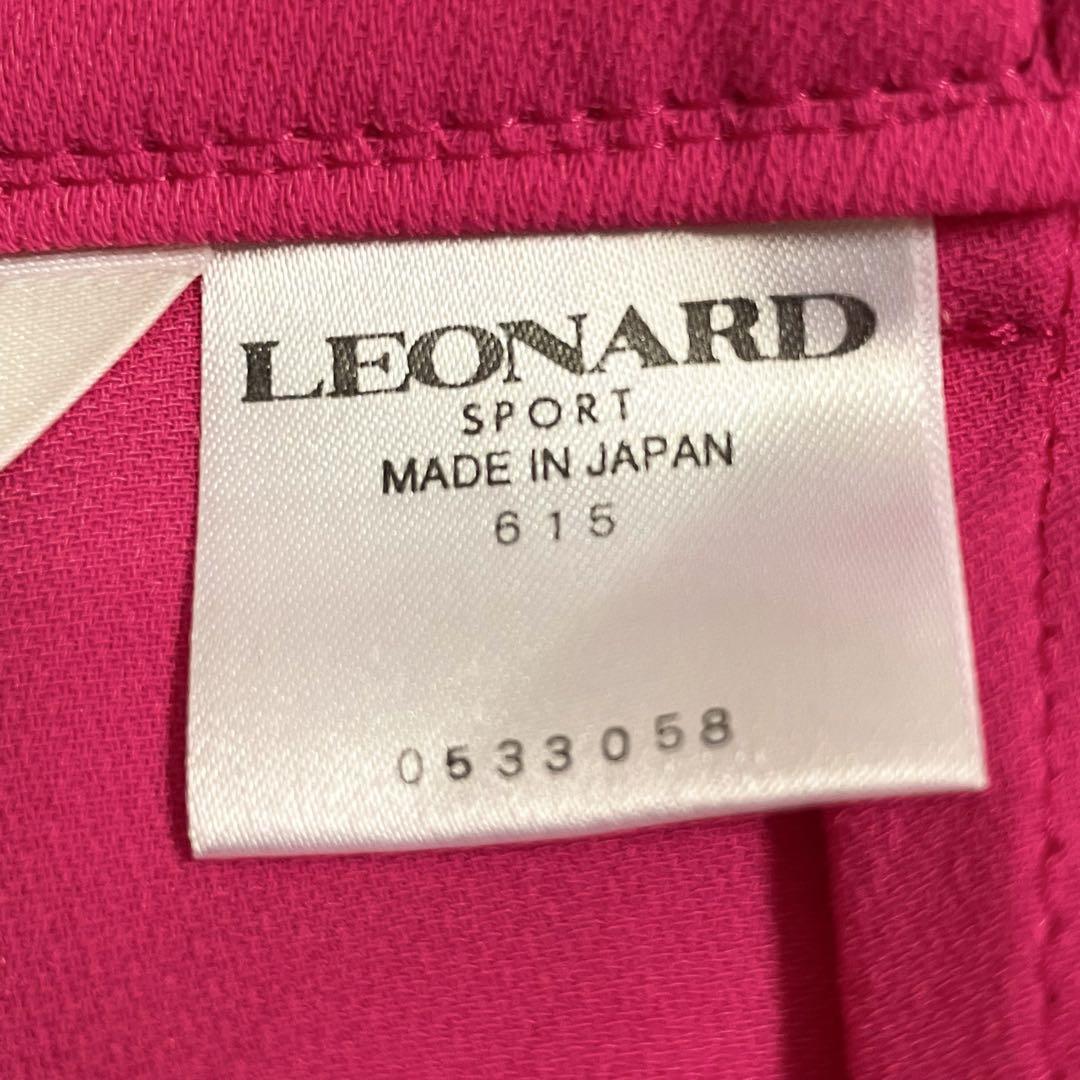 LEONARD
SPORT
MADE IN JAPAN
615
0533058